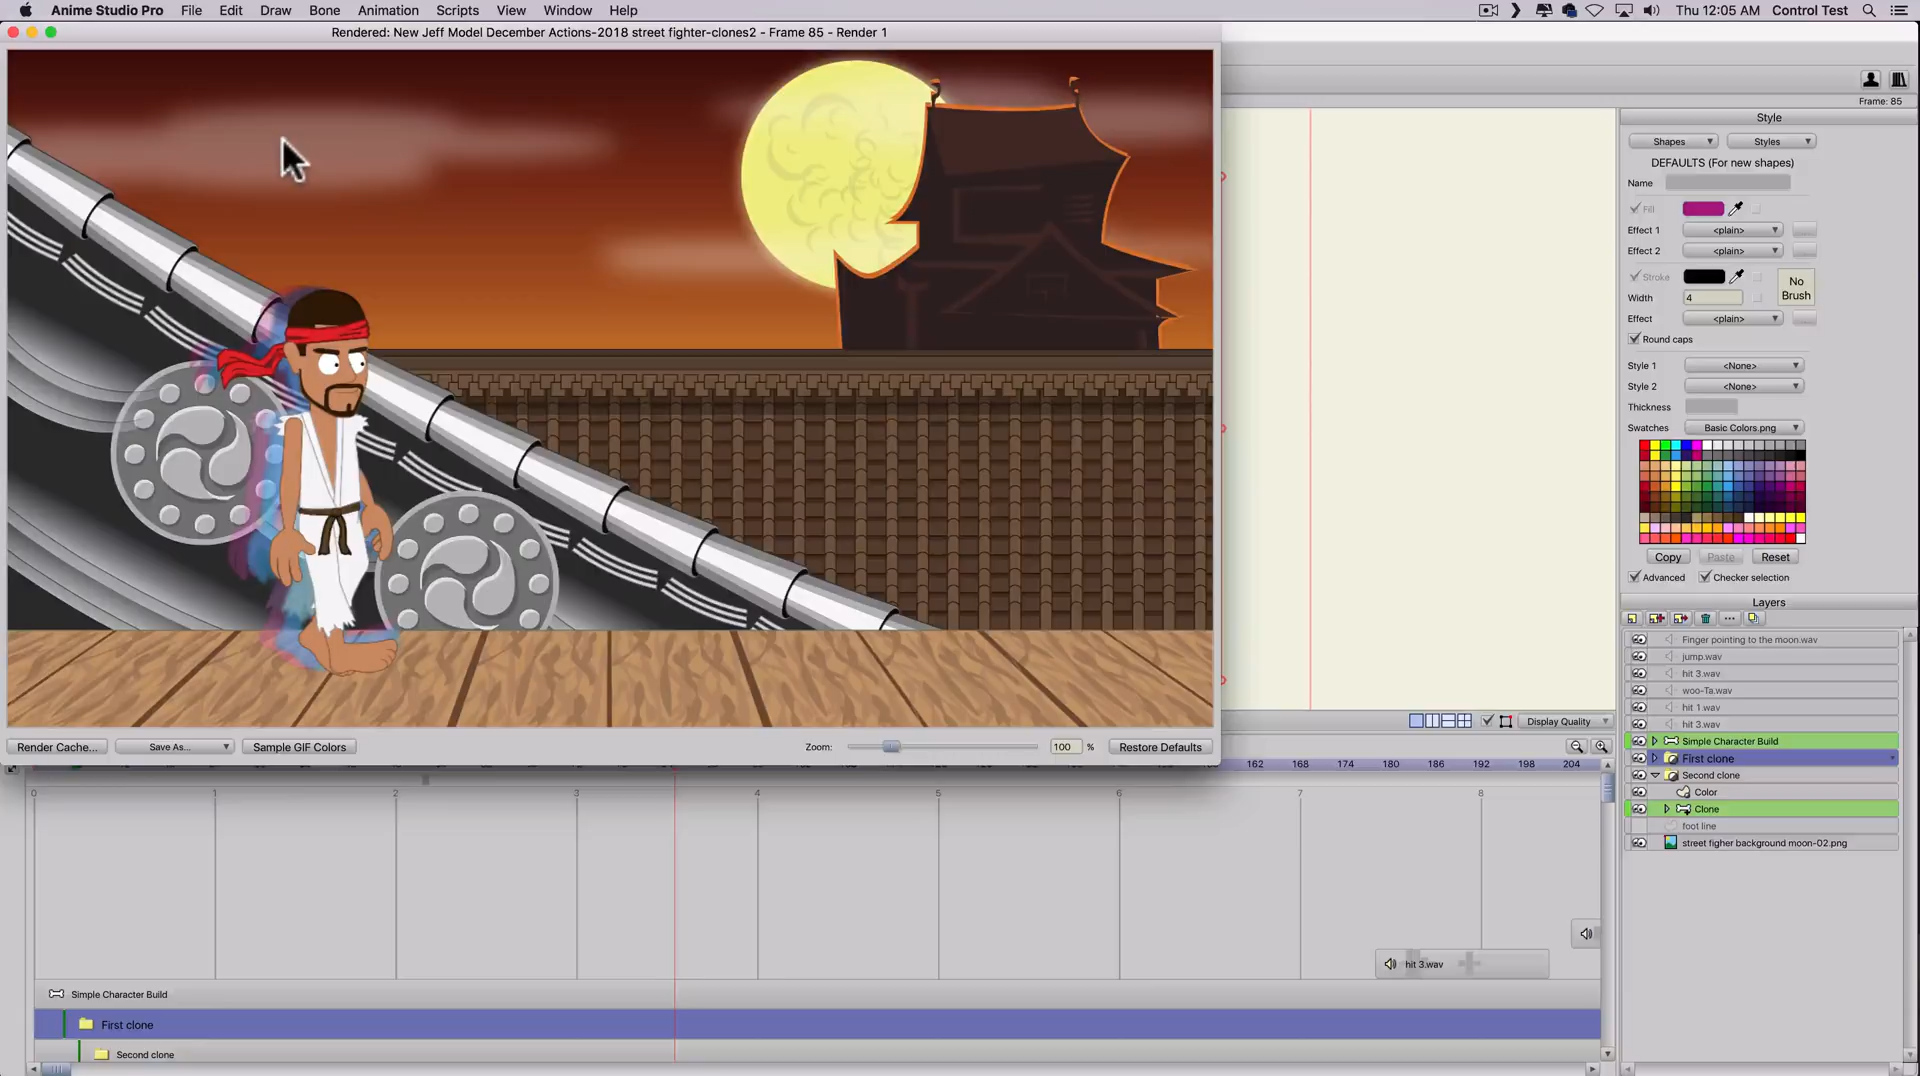 Anime Studio Pro File Edit Draw Bone Animation Scripts View Window Help Thu 12:05 AM Control Test
Rendered: New Jeff Model December Actions-2018 street fighter-clones2 - Frame 85 - Render 1
Frame: 85
Style
Shapes Styles
DEFAULTS (For new shapes)
Name
Fill
Effect 1 <plain>
Effect 2 <plain>
Stroke
No Brush
Width 4
Effect <plain>
Round caps
Style 1 <None>
Style 2 <None>
Thickness
Swatches Basic Colors.png
Copy Paste Reset
Advanced Checker selection
Layers
Finger pointing to the moon.wav
jump.wav
hit 3.wav
woo-Ta.wav
hit 1.wav
hit 3.wav
Simple Character Build
First clone
Second clone
Color
Clone
foot line
street figher background moon-02.png
Display Quality
Render Cache... Save As... Sample GIF Colors Zoom: 100 % Restore Defaults
162 168 174 180 186 192 198 204
0 1 2 3 4 5 6 7 8
hit 3.wav
Simple Character Build
First clone
Second clone